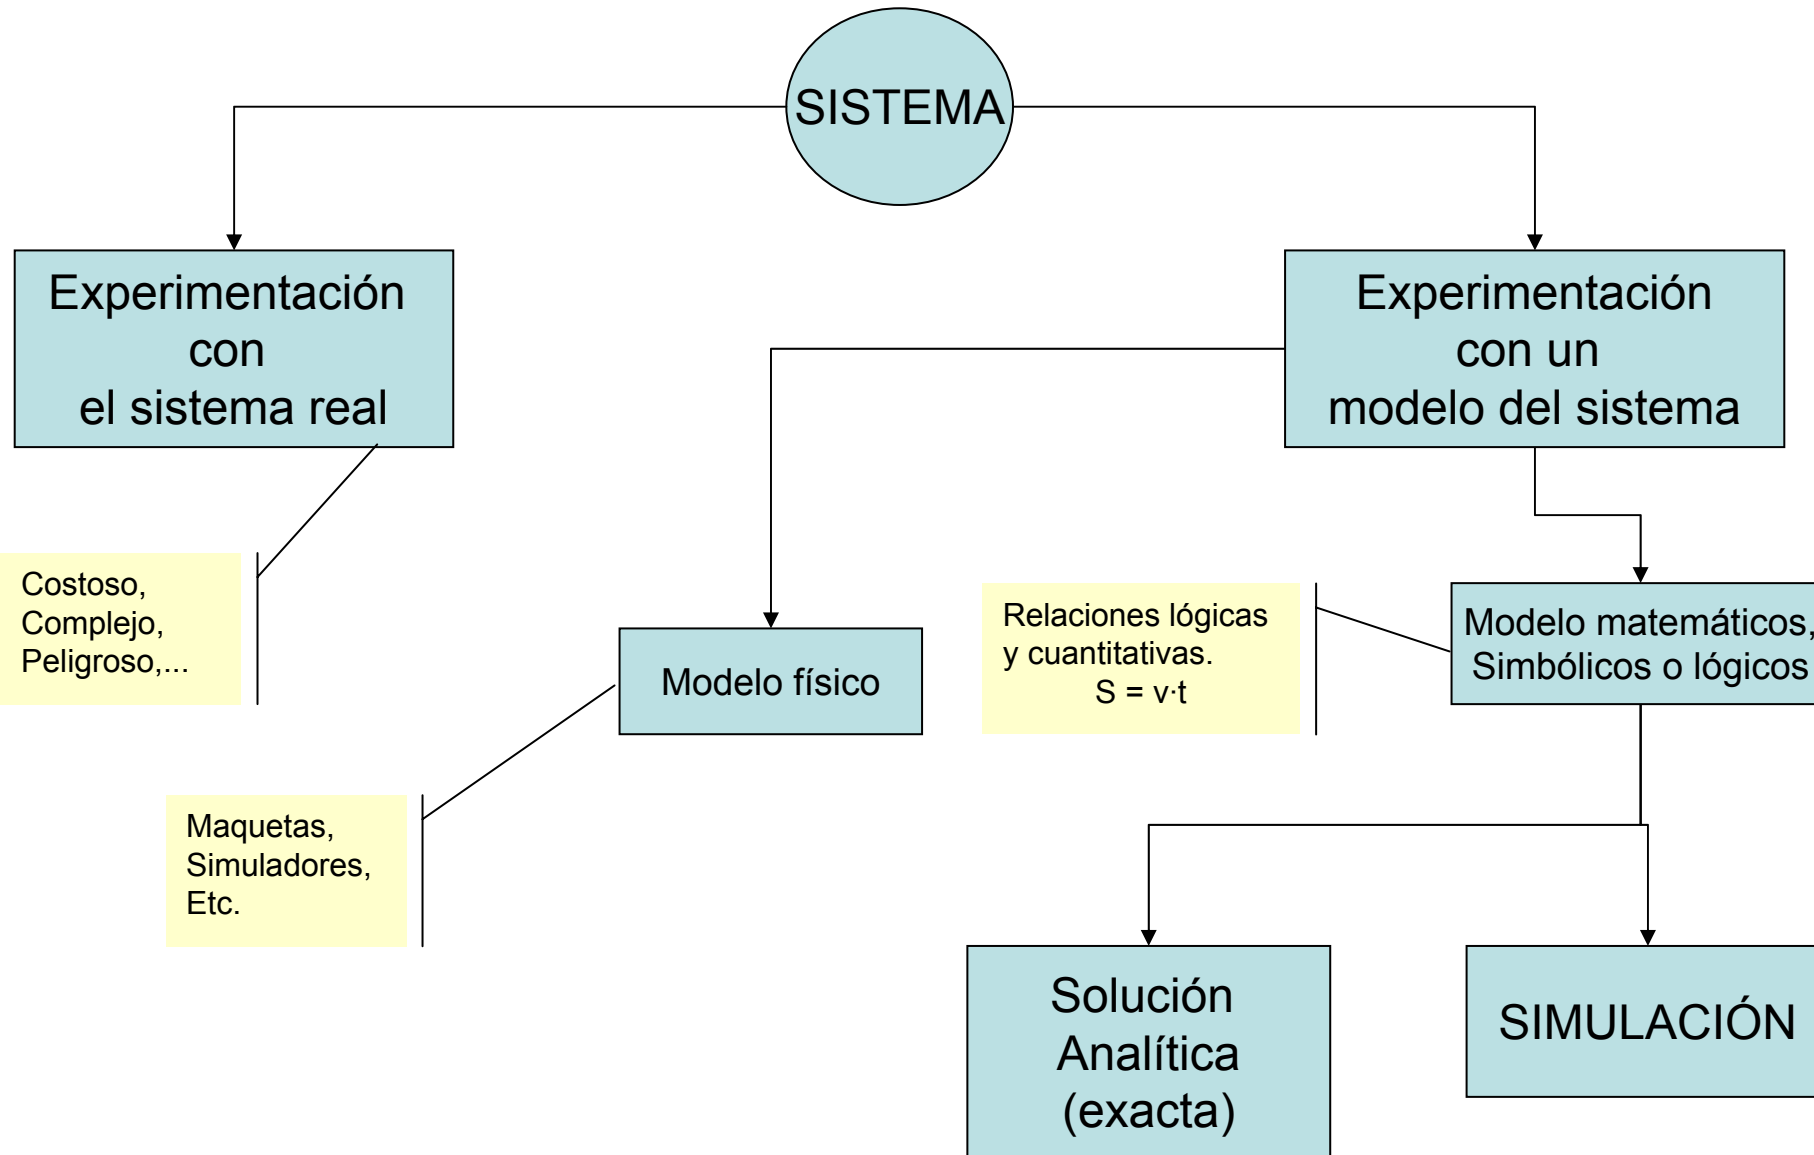 SISTEMA
Experimentación
con
el sistema real
Experimentación
con un
modelo del sistema
Costoso,
Complejo,
Peligroso,...
Relaciones lógicas
y cuantitativas.
S = v·t
Modelo matemáticos,
Simbólicos o lógicos
Modelo físico
Maquetas,
Simuladores,
Etc.
Solución
Analítica
(exacta)
SIMULACIÓN